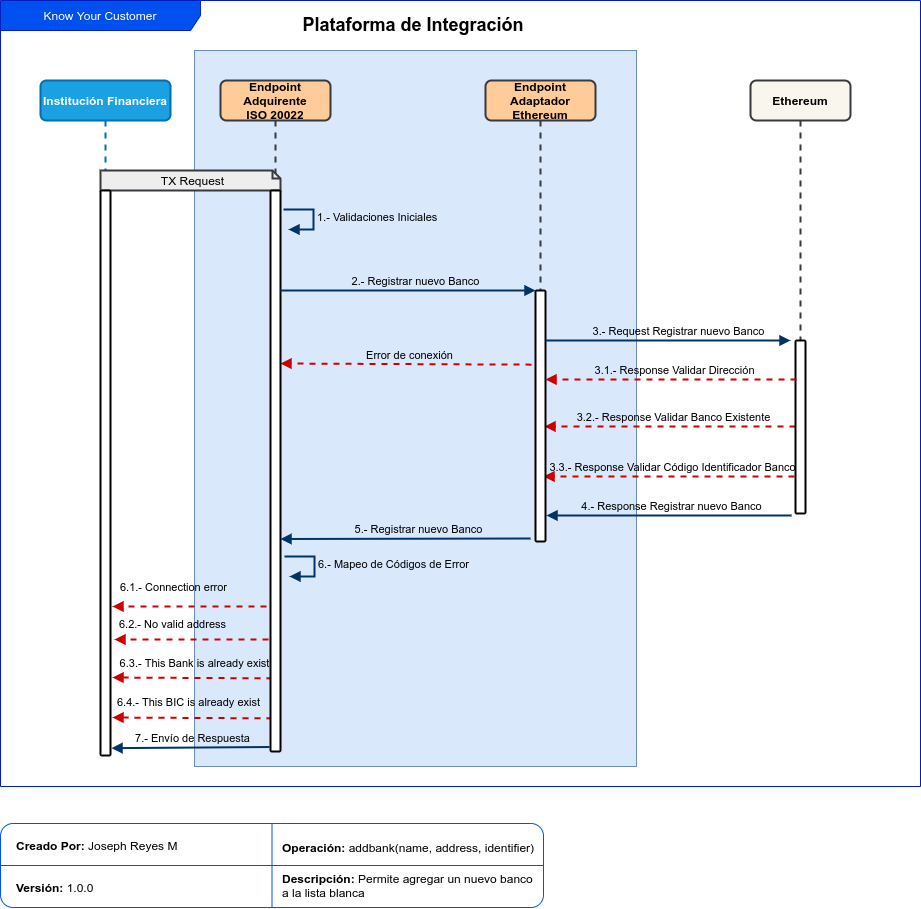 Know Your Customer
Plataforma de Integración
Institución Financiera
Endpoint
Adquirente
ISO 20022
Endpoint
Adaptador
Ethereum
Ethereum
TX Request
1.- Validaciones Iniciales
2.- Registrar nuevo Banco
3.- Request Registrar nuevo Banco
Error de conexión
3.1.- Response Validar Dirección
3.2.- Response Validar Banco Existente
3.3.- Response Validar Código Identificador Banco
4.- Response Registrar nuevo Banco
5.- Registrar nuevo Banco
6.- Mapeo de Códigos de Error
6.1.- Connection error
6.2.- No valid address
6.3.- This Bank is already exist
6.4.- This BIC is already exist
7.- Envío de Respuesta
Creado Por: Joseph Reyes M
Operación: addbank(name, address, identifier)
Versión: 1.0.0
Descripción: Permite agregar un nuevo banco
a la lista blanca